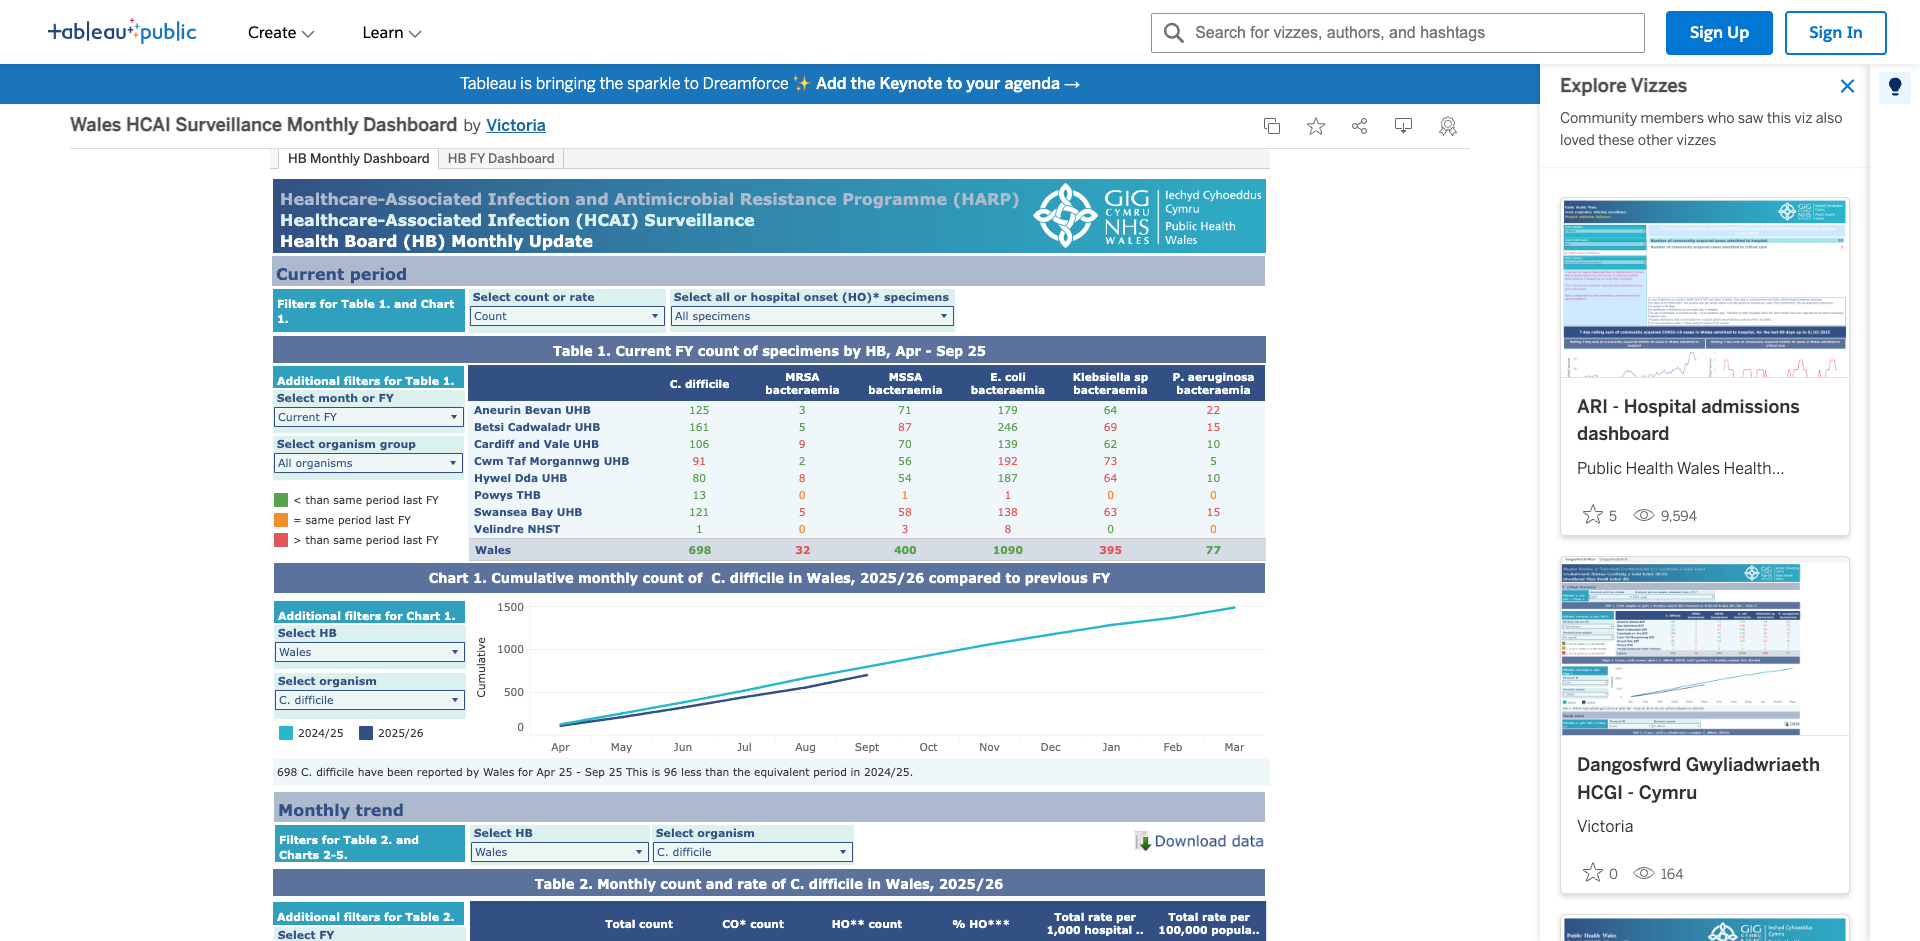 tableau public
Create
Learn
Search for vizzes, authors, and hashtags
Sign Up
Sign In
Tableau is bringing the sparkle to Dreamforce ✨ Add the Keynote to your agenda →
Wales HCAI Surveillance Monthly Dashboard by Victoria
HB Monthly Dashboard HB FY Dashboard
Healthcare-Associated Infection and Antimicrobial Resistance Programme (HARP)
Healthcare-Associated Infection (HCAI) Surveillance
Health Board (HB) Monthly Update
GIG
CYMRU
NHS
WALES
Iechyd Cyhoeddus
Cymru
Public Health
Wales
Current period
Filters for Table 1. and Chart
1.
Select count or rate
Count
Select all or hospital onset (HO)* specimens
All specimens
Table 1. Current FY count of specimens by HB, Apr - Sep 25
Additional filters for Table 1.
Select month or FY
Current FY
Select organism group
All organisms
< than same period last FY
= same period last FY
> than same period last FY
C. difficile MRSA bacteraemia MSSA bacteraemia E. coli bacteraemia Klebsiella sp bacteraemia P. aeruginosa bacteraemia
Aneurin Bevan UHB 125 3 71 179 64 22
Betsi Cadwaladr UHB 161 5 87 246 69 15
Cardiff and Vale UHB 106 9 70 139 62 10
Cwm Taf Morgannwg UHB 91 2 56 192 73 5
Hywel Dda UHB 80 8 54 187 64 10
Powys THB 13 0 1 1 0 0
Swansea Bay UHB 121 5 58 138 63 15
Velindre NHST 1 0 3 8 0 0
Wales 698 32 400 1090 395 77
Chart 1. Cumulative monthly count of C. difficile in Wales, 2025/26 compared to previous FY
Additional filters for Chart 1.
Select HB
Wales
Select organism
C. difficile
2024/25 2025/26
Cumulative
1500
1000
500
0
Apr May Jun Jul Aug Sept Oct Nov Dec Jan Feb Mar
698 C. difficile have been reported by Wales for Apr 25 - Sep 25 This is 96 less than the equivalent period in 2024/25.
Monthly trend
Filters for Table 2. and
Charts 2-5.
Select HB
Wales
Select organism
C. difficile
Download data
Table 2. Monthly count and rate of C. difficile in Wales, 2025/26
Additional filters for Table 2.
Select FY
Total count CO* count HO** count % HO*** Total rate per 1,000 hospital .. Total rate per 100,000 popula..
Explore Vizzes
Community members who saw this viz also
loved these other vizzes
ARI - Hospital admissions
dashboard
Public Health Wales Health...
5 9,594
Dangosfwrd Gwyliadwriaeth
HCGI - Cymru
Victoria
0 164